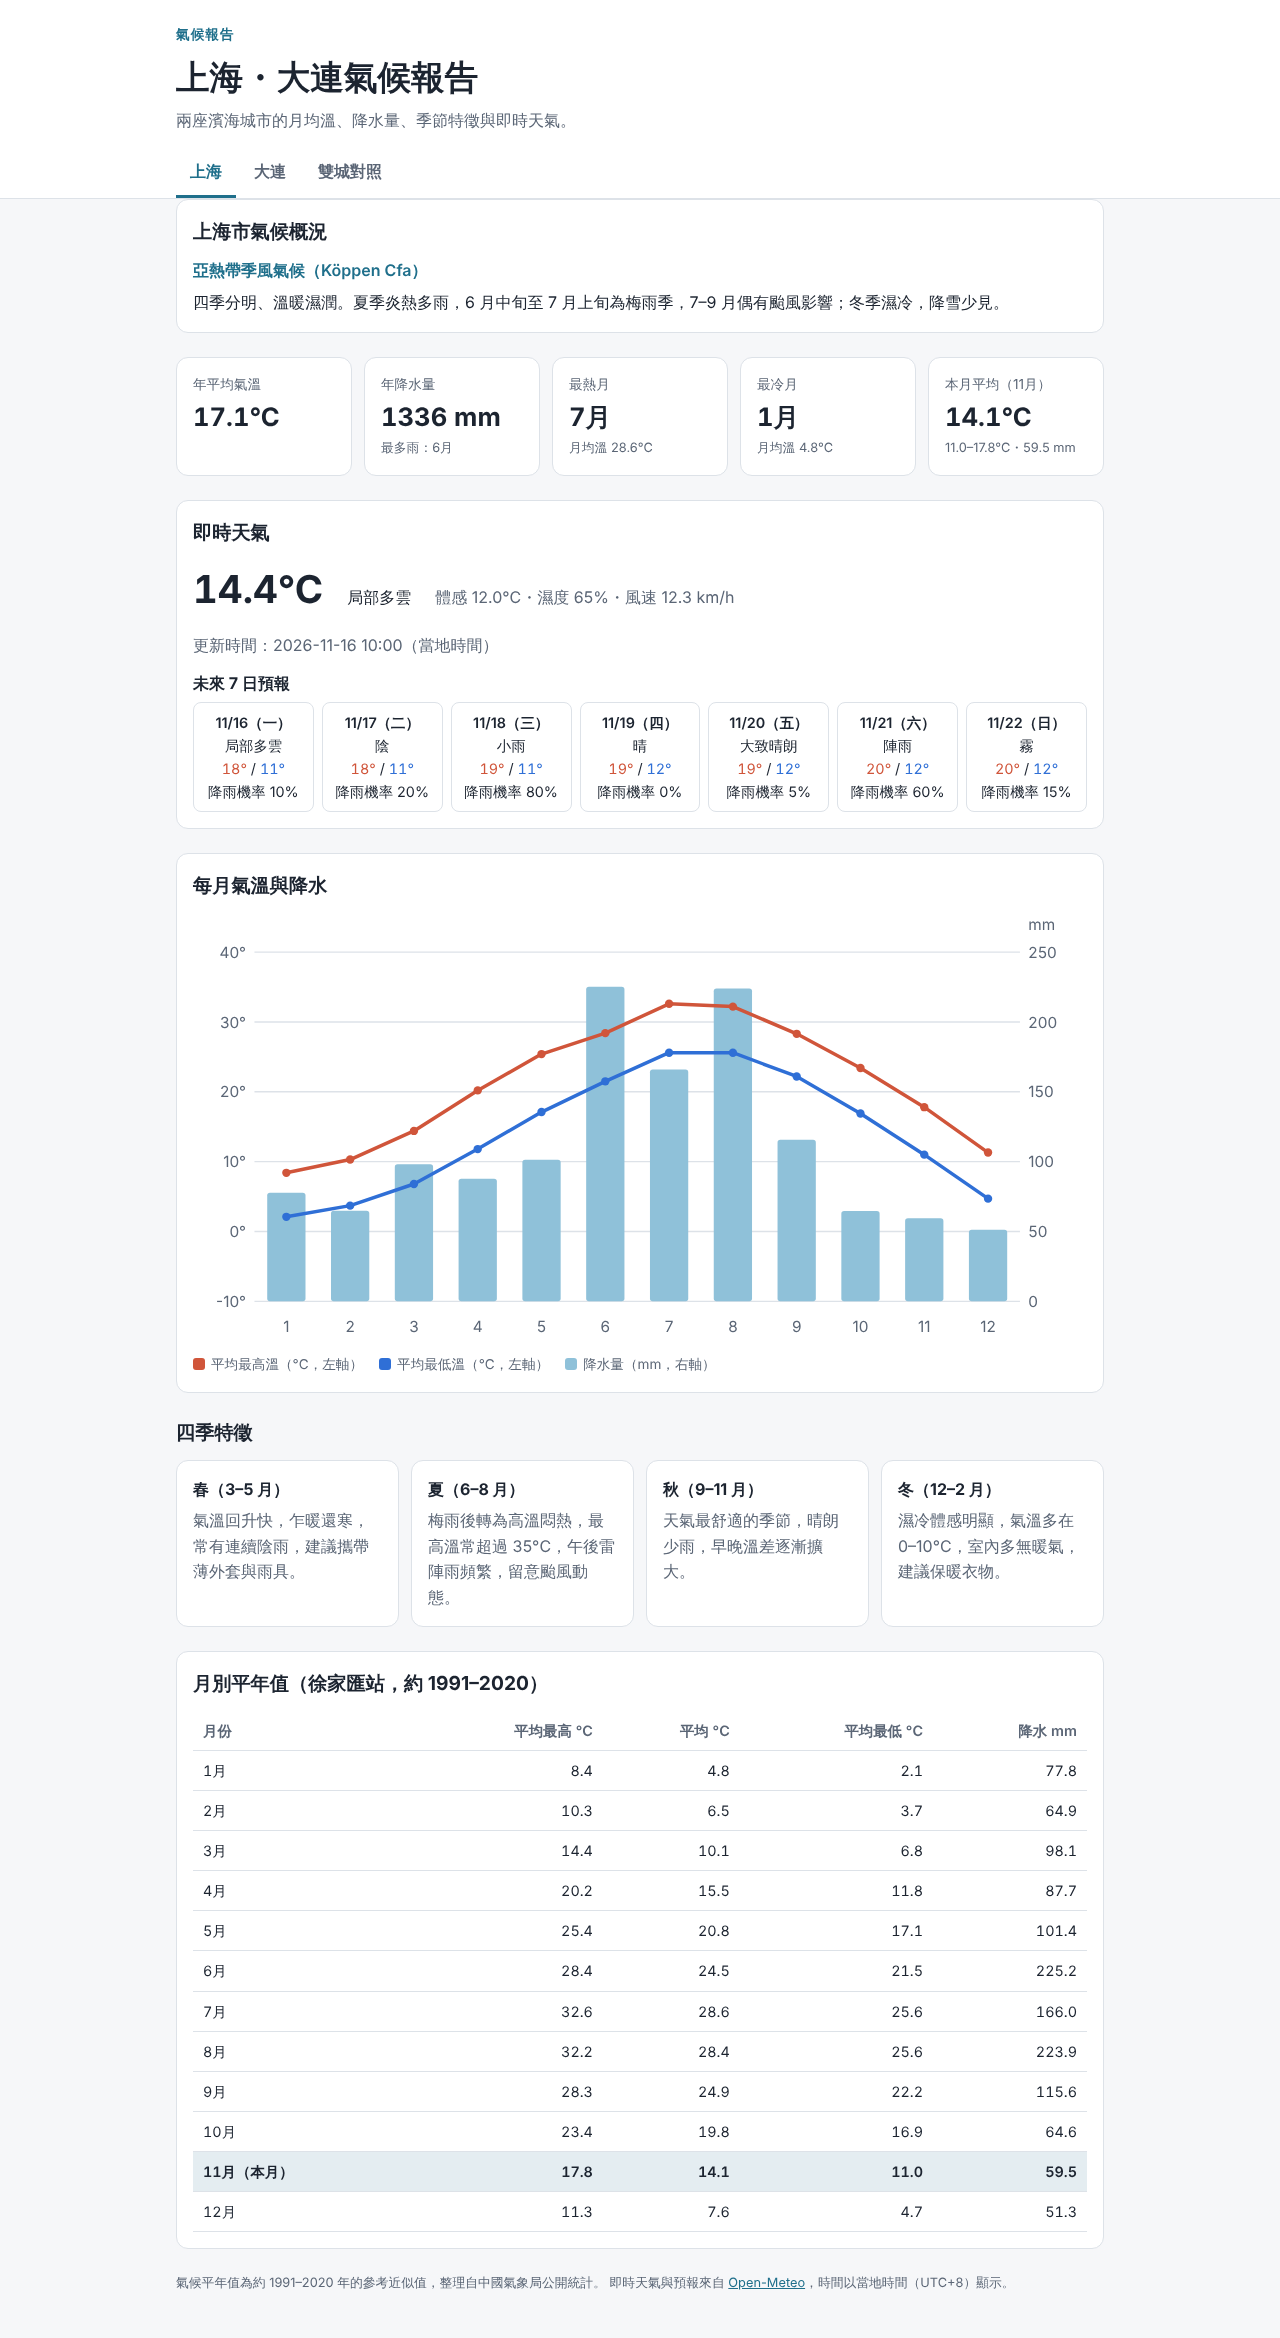 氣候報告
上海・大連氣候報告
兩座濱海城市的月均溫、降水量、季節特徵與即時天氣。
上海 大連 雙城對照
上海市氣候概況
亞熱帶季風氣候（Köppen Cfa）
四季分明、溫暖濕潤。夏季炎熱多雨，6 月中旬至 7 月上旬為梅雨季，7–9 月偶有颱風影響；冬季濕冷，降雪少見。
年平均氣溫
17.1°C
年降水量
1336 mm
最多雨：6月
最熱月
7月
月均溫 28.6°C
最冷月
1月
月均溫 4.8°C
本月平均（11月）
14.1°C
11.0–17.8°C・59.5 mm
即時天氣
14.4°C 局部多雲 體感 12.0°C・濕度 65%・風速 12.3 km/h
更新時間：2026-11-16 10:00（當地時間）
未來 7 日預報
11/16（一）
局部多雲
18° / 11°
降雨機率 10%
11/17（二）
陰
18° / 11°
降雨機率 20%
11/18（三）
小雨
19° / 11°
降雨機率 80%
11/19（四）
晴
19° / 12°
降雨機率 0%
11/20（五）
大致晴朗
19° / 12°
降雨機率 5%
11/21（六）
陣雨
20° / 12°
降雨機率 60%
11/22（日）
霧
20° / 12°
降雨機率 15%
每月氣溫與降水
mm
40° 250
30° 200
20° 150
10° 100
0° 50
-10° 0
1 2 3 4 5 6 7 8 9 10 11 12
平均最高溫（°C，左軸） 平均最低溫（°C，左軸） 降水量（mm，右軸）
四季特徵
春（3–5 月）
氣溫回升快，乍暖還寒，
常有連續陰雨，建議攜帶
薄外套與雨具。
夏（6–8 月）
梅雨後轉為高溫悶熱，最
高溫常超過 35°C，午後雷
陣雨頻繁，留意颱風動
態。
秋（9–11 月）
天氣最舒適的季節，晴朗
少雨，早晚溫差逐漸擴
大。
冬（12–2 月）
濕冷體感明顯，氣溫多在
0–10°C，室內多無暖氣，
建議保暖衣物。
月別平年值（徐家匯站，約 1991–2020）
月份 平均最高 °C 平均 °C 平均最低 °C 降水 mm
1月 8.4 4.8 2.1 77.8
2月 10.3 6.5 3.7 64.9
3月 14.4 10.1 6.8 98.1
4月 20.2 15.5 11.8 87.7
5月 25.4 20.8 17.1 101.4
6月 28.4 24.5 21.5 225.2
7月 32.6 28.6 25.6 166.0
8月 32.2 28.4 25.6 223.9
9月 28.3 24.9 22.2 115.6
10月 23.4 19.8 16.9 64.6
11月（本月） 17.8 14.1 11.0 59.5
12月 11.3 7.6 4.7 51.3
氣候平年值為約 1991–2020 年的參考近似值，整理自中國氣象局公開統計。 即時天氣與預報來自 Open-Meteo，時間以當地時間（UTC+8）顯示。